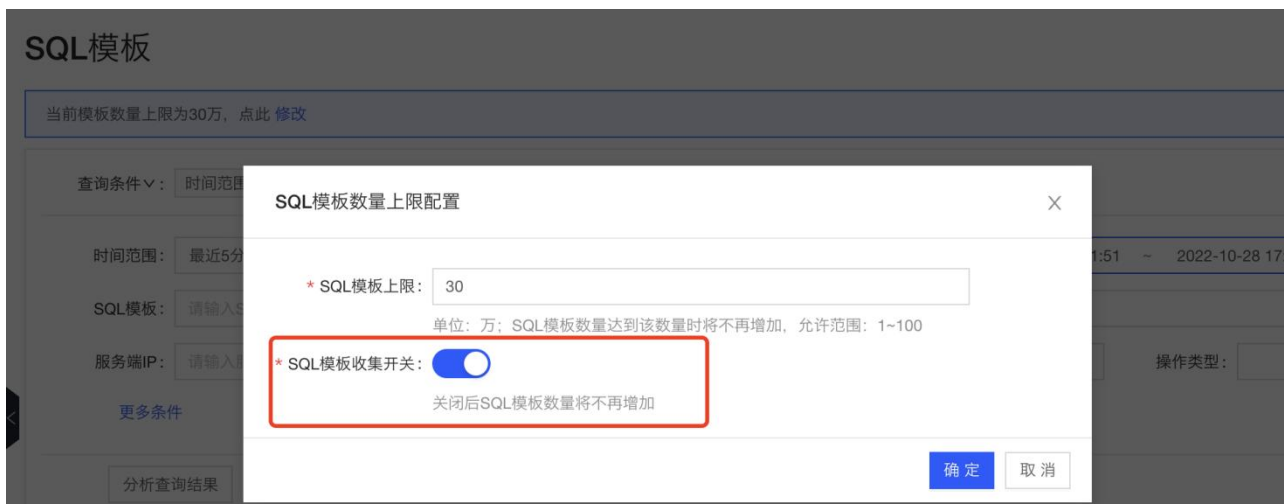 SQL模板
当前模板数量上限为30万，点此 修改
查询条件 : 时间范围
SQL模板数量上限配置
时间范围： 最近5分
1:51 ~ 2022-10-28 17:
* SQL模板上限： 30
SQL模板： 请输入S
单位：万；SQL模板数量达到该数量时将不再增加，允许范围：1~100
服务端IP： 请输入
* SQL模板收集开关：
操作类型：
关闭后SQL模板数量将不再增加
更多条件
确 定 取 消
分析查询结果